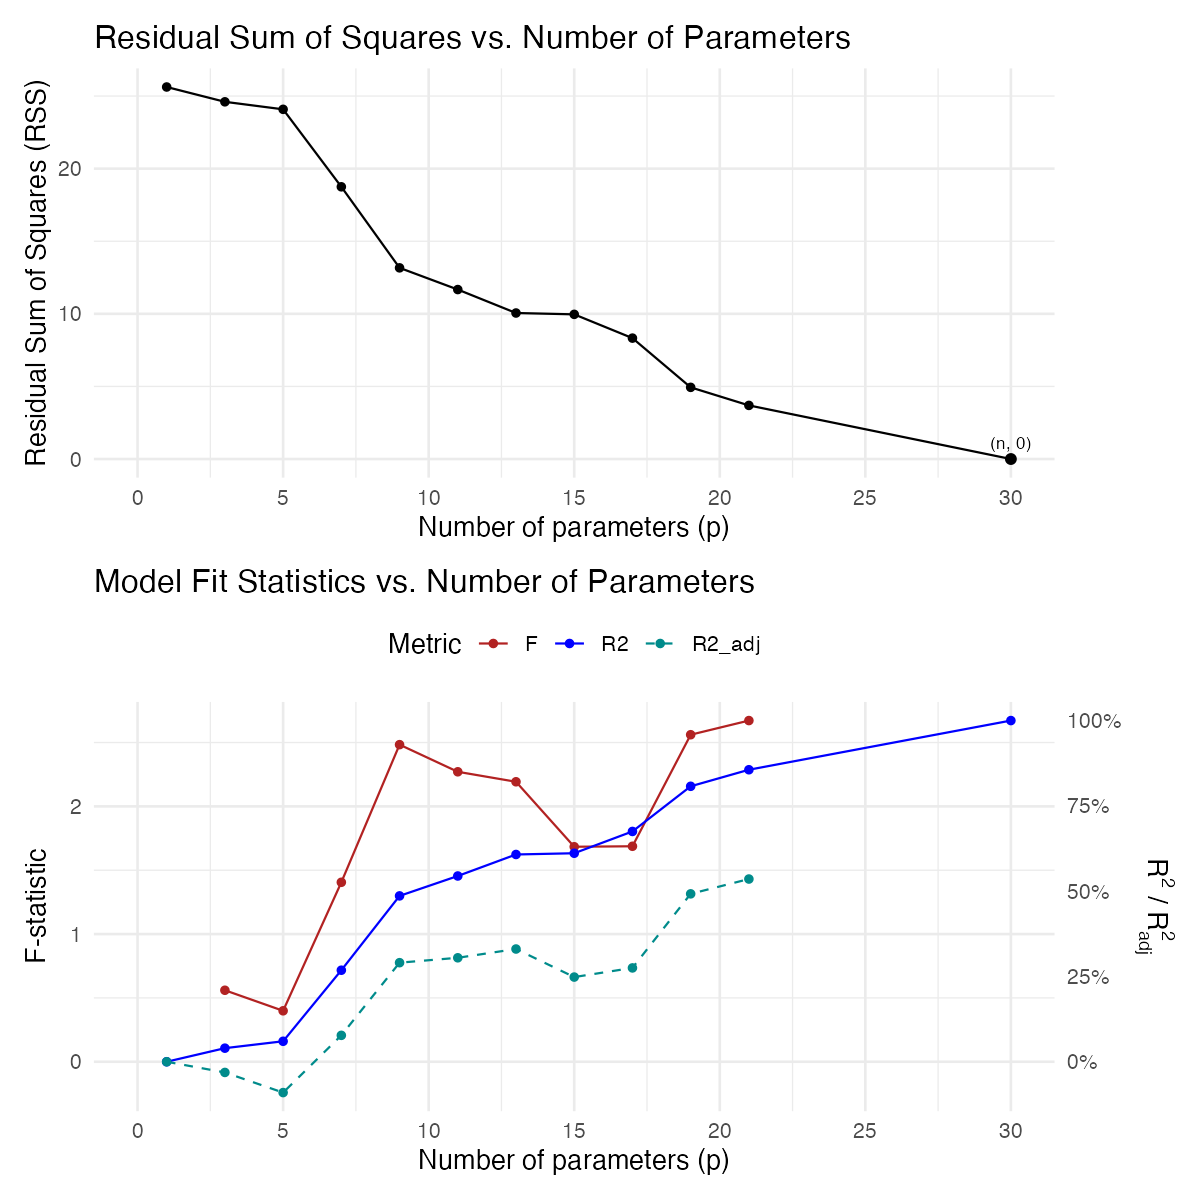 Residual Sum of Squares vs. Number of Parameters
Residual Sum of Squares (RSS)
20
10
0
(n, 0)
0 5 10 15 20 25 30
Number of parameters (p)
Model Fit Statistics vs. Number of Parameters
Metric F R2 R2_adj
F-statistic
2
1
0
100%
75%
50%
25%
0%
R² / R²adj
0 5 10 15 20 25 30
Number of parameters (p)